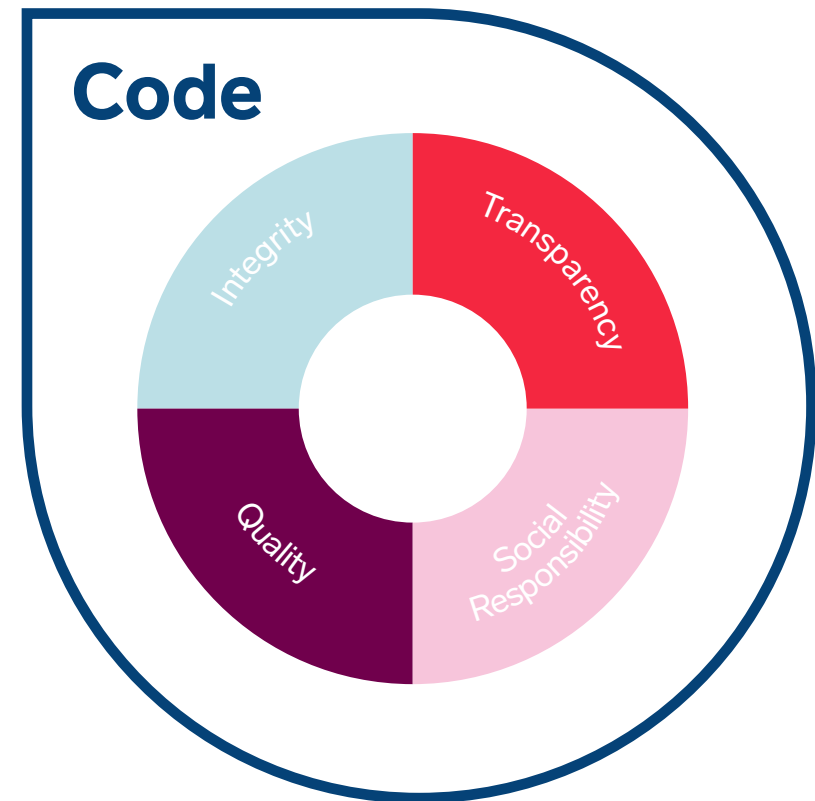 Code
Integrity
Transparency
Quality
Social
Responsibility